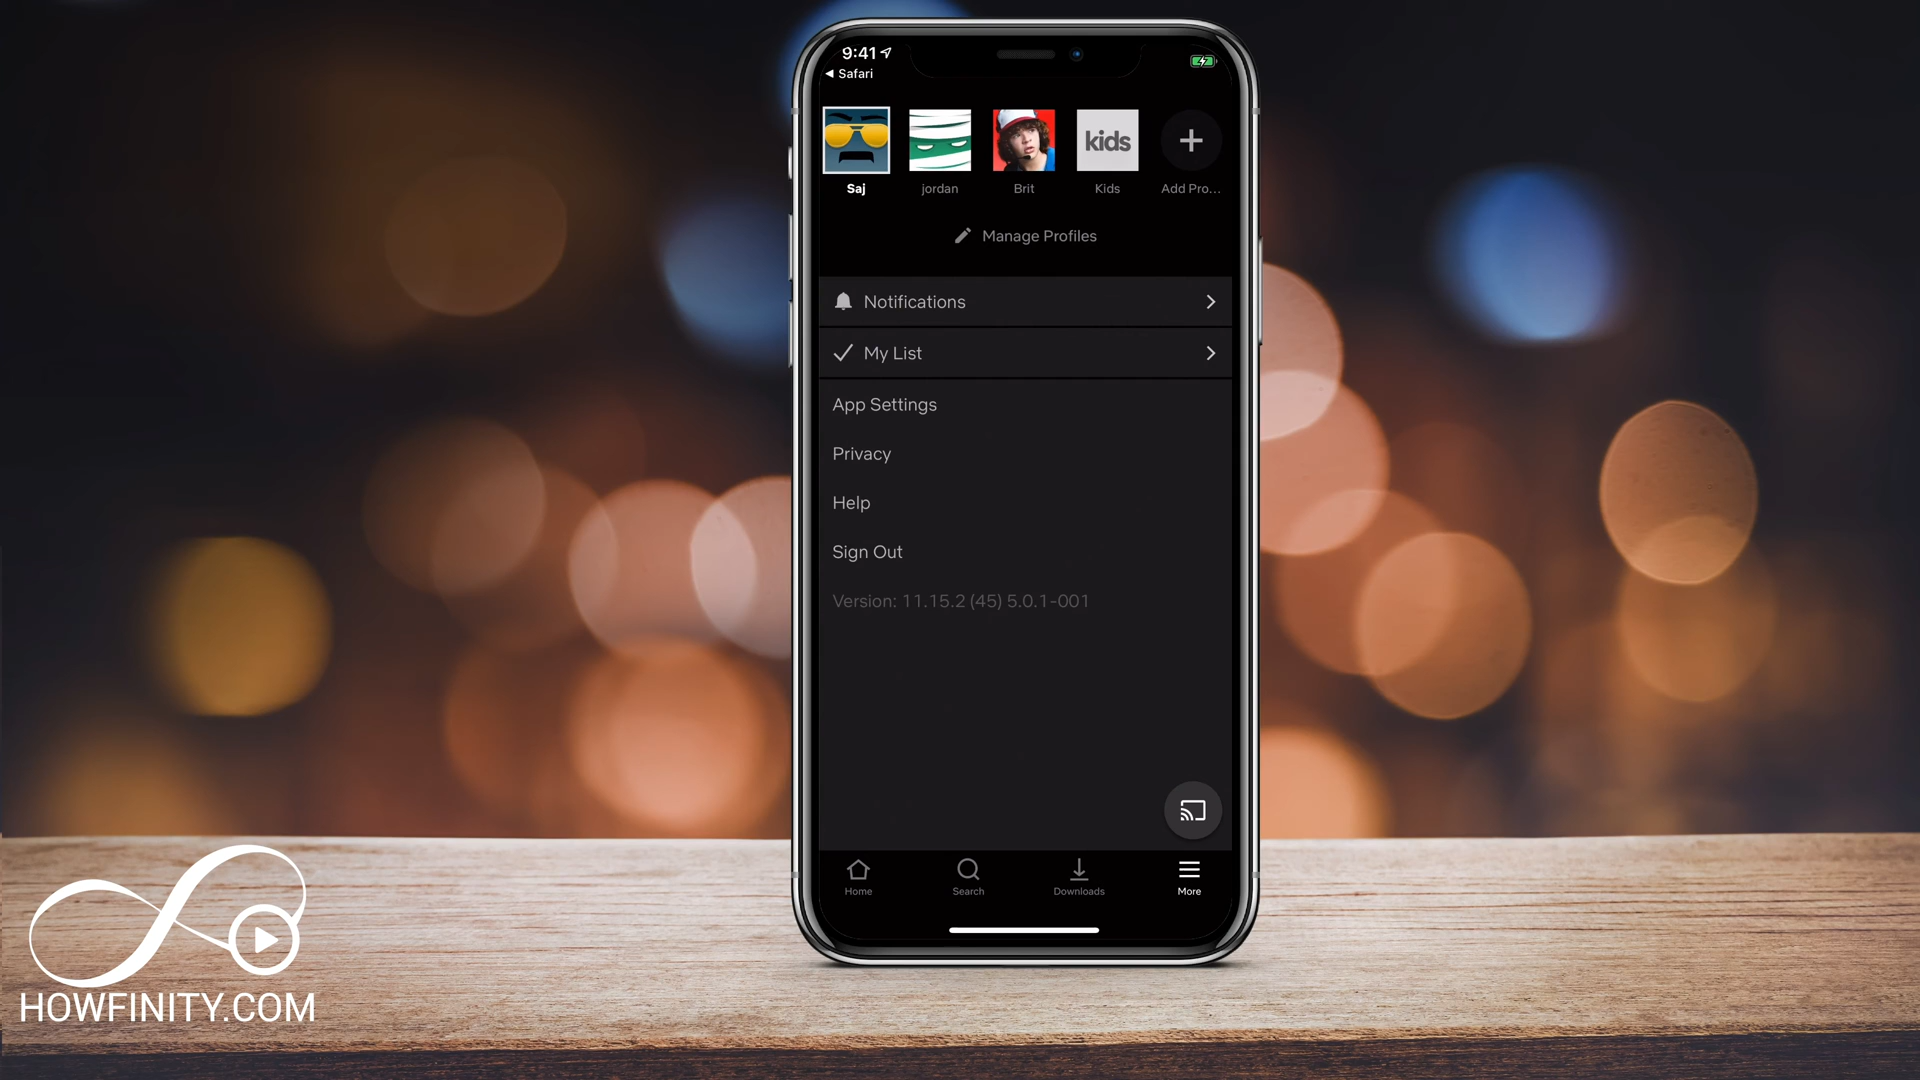 9:41
Safari
kids
Saj
jordan
Brit
Kids
Add Pro...
Manage Profiles
Notifications
My List
App Settings
Privacy
Help
Sign Out
Version: 11.15.2 (45) 5.0.1-001
Home
Search
Downloads
More
HOWFINITY.COM